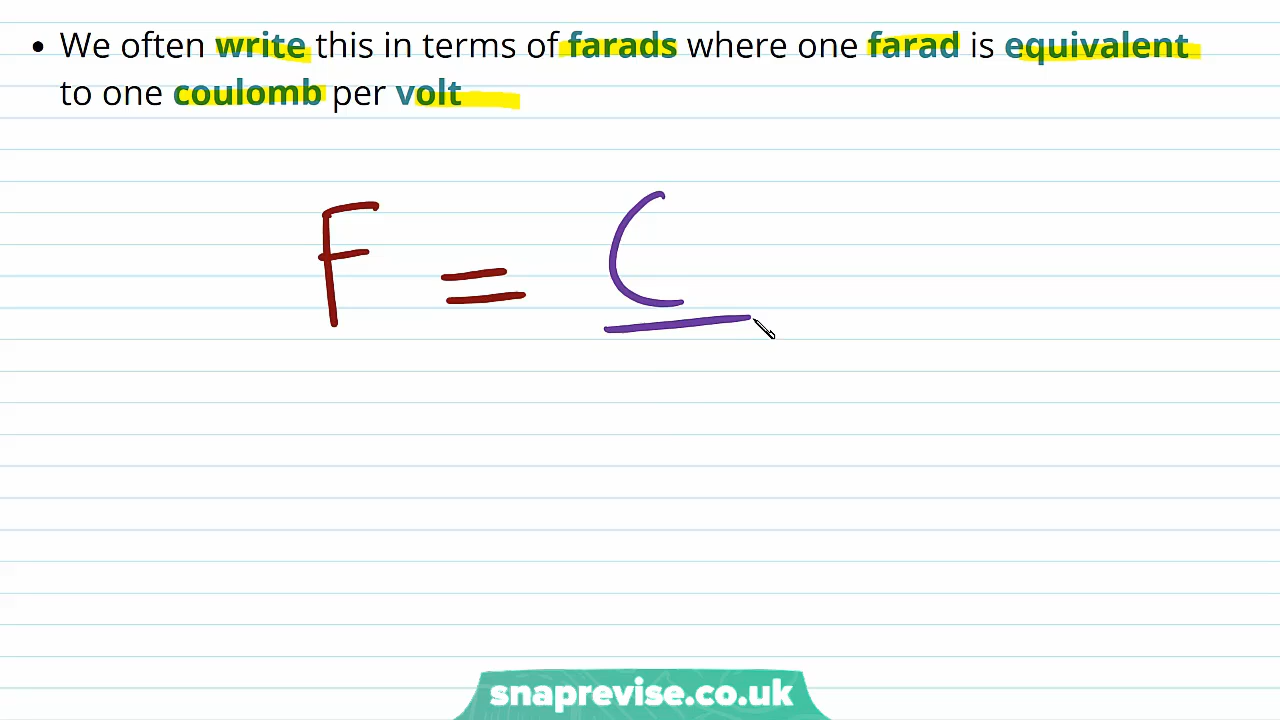 • We often write this in terms of farads where one farad is equivalent
to one coulomb per volt
F = C
snaprevise.co.uk